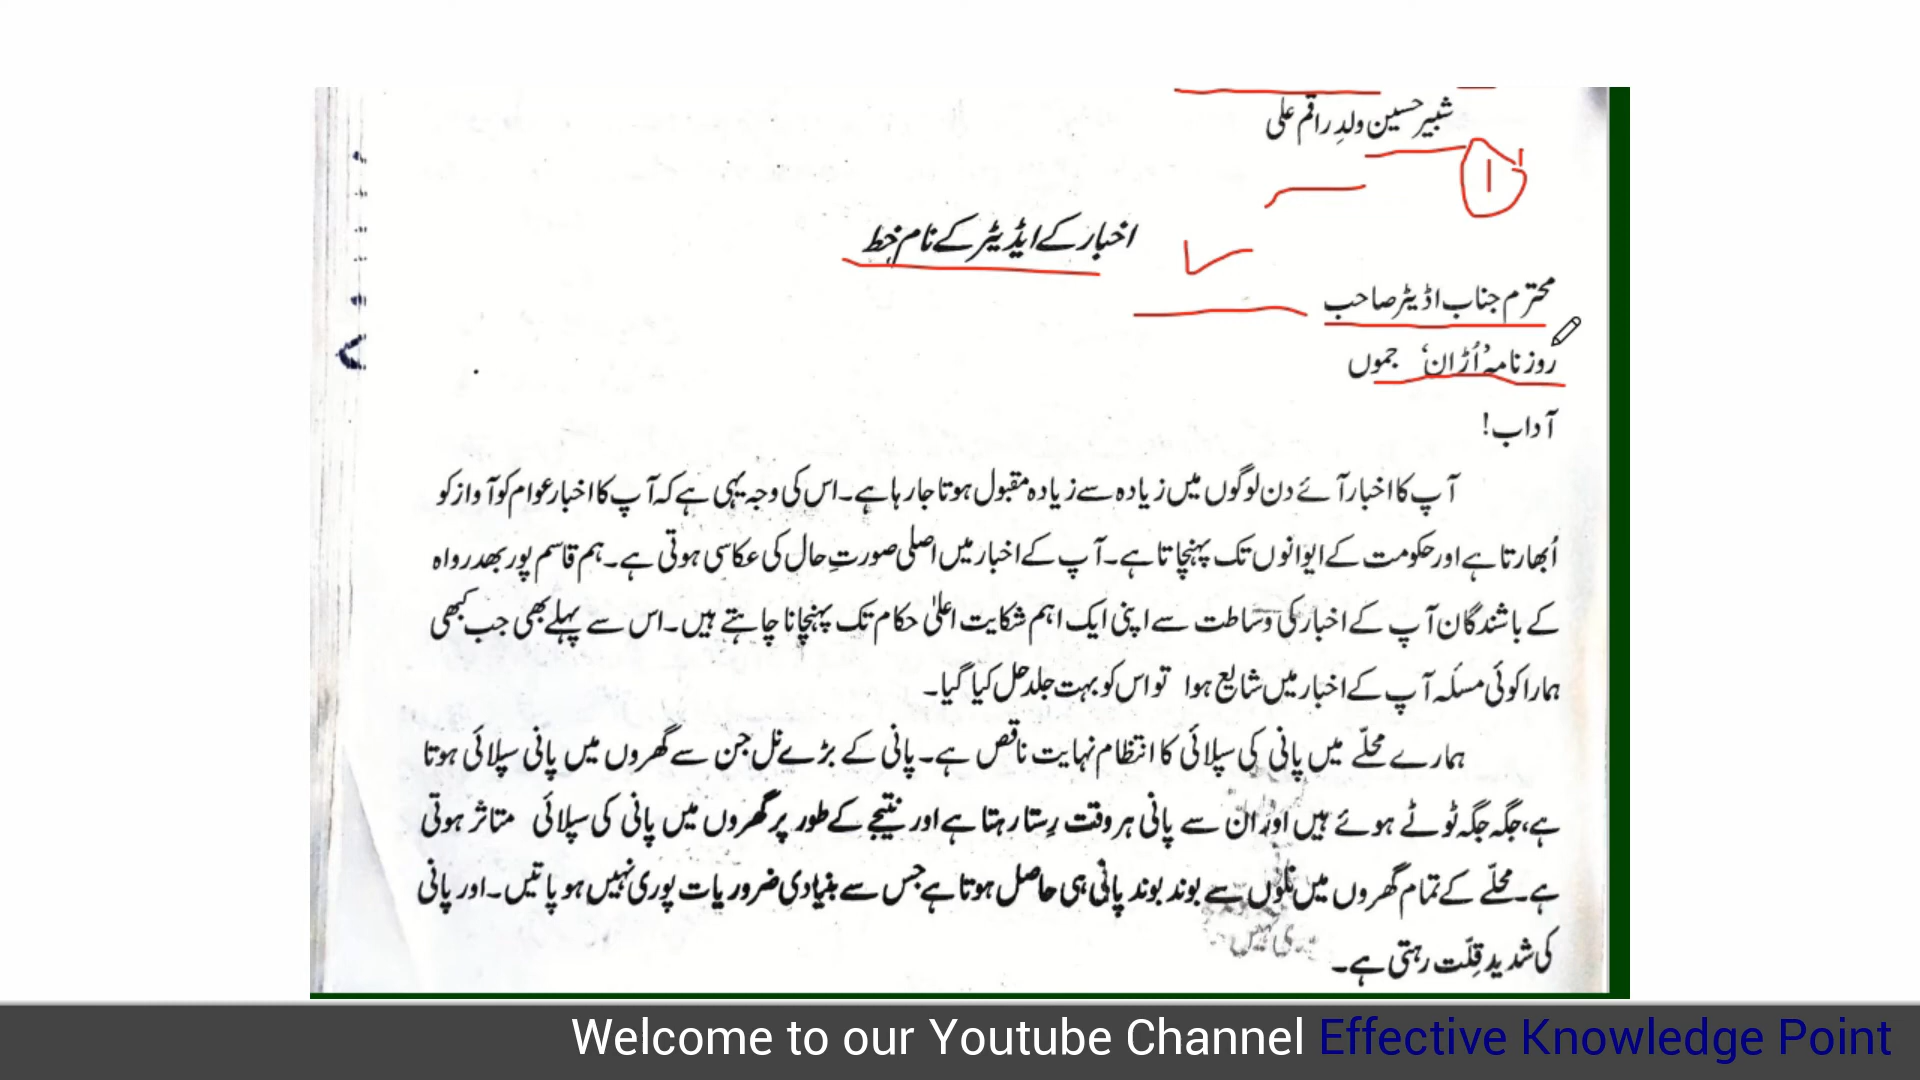 شبیر حسین ولدِ راقم علی
اخبار کے ایڈیٹر کے نام خط
محترم جناب اڈیٹر صاحب
روزنامہ ’اُڑان‘ جموں
آداب!
آپ کا اخبار آئے دن لوگوں میں زیادہ سے زیادہ مقبول ہوتا جا رہا ہے۔ اس کی وجہ یہی ہے کہ آپ کا اخبار عوام کو آواز کو
اُبھارتا ہے اور حکومت کے ایوانوں تک پہنچاتا ہے۔ آپ کے اخبار میں اصلی صورتِ حال کی عکاسی ہوتی ہے۔ ہم قاسم پور بھدرواہ
کے باشندگان آپ کے اخبار کی وساطت سے اپنی ایک اہم شکایت اعلیٰ حکام تک پہنچانا چاہتے ہیں۔ اس سے پہلے بھی جب کبھی
ہمارا کوئی مسئلہ آپ کے اخبار میں شایع ہوا تو اس کو بہت جلد حل کیا گیا۔
ہمارے محلّے میں پانی کی سپلائی کا انتظام نہایت ناقص ہے۔ پانی کے بڑے نل جن سے گھروں میں پانی سپلائی ہوتا
ہے، جگہ جگہ ٹوٹے ہوئے ہیں اور ان سے پانی ہر وقت رِستا رہتا ہے اور نتیجے کے طور پر گھروں میں پانی کی سپلائی متاثر ہوتی
ہے۔ محلّے کے تمام گھروں میں نلوں سے بوند بوند پانی ہی حاصل ہوتا ہے جس سے بنیادی ضروریات پوری نہیں ہو پاتیں۔ اور پانی
کی شدید قِلّت رہتی ہے۔
Welcome to our Youtube Channel Effective Knowledge Point